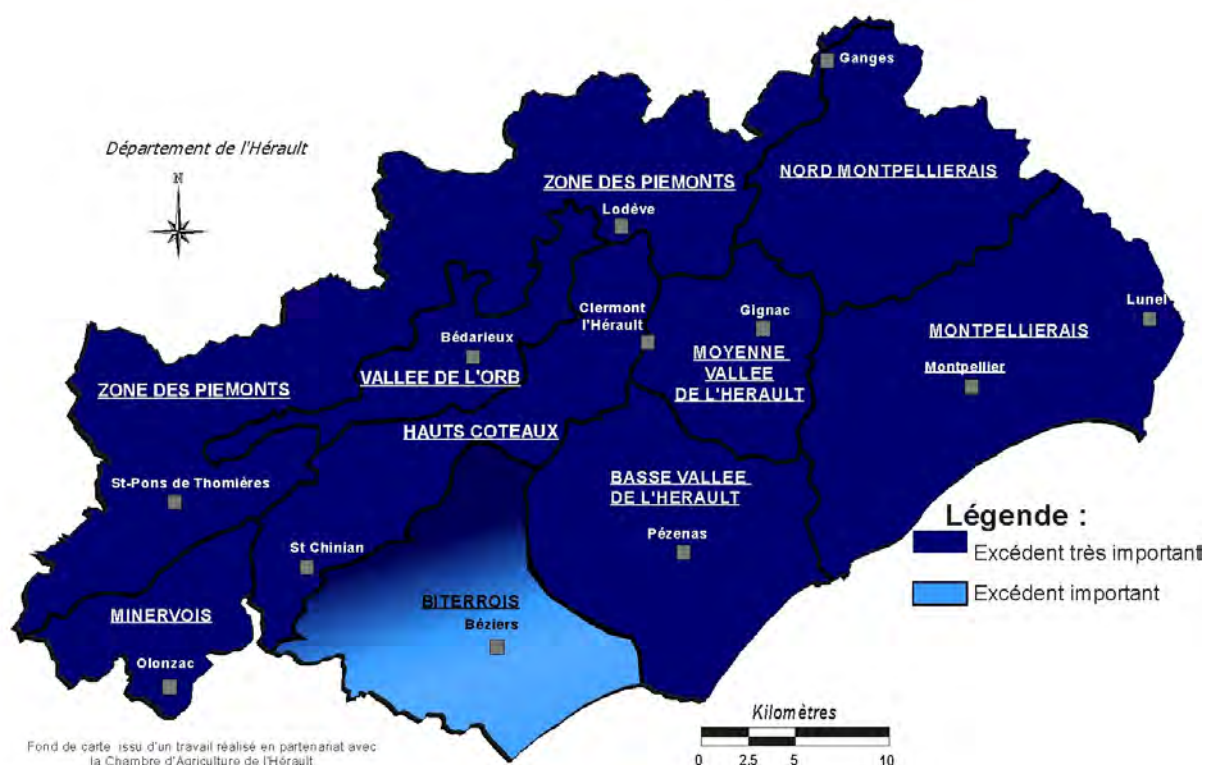 Ganges
Département de l'Hérault
N
NORD MONTPELLIERAIS
ZONE DES PIEMONTS
Lodève
Clermont
l'Hérault
Gignac
Lunel
MONTPELLIERAIS
Bédarieux
MOYENNE
VALLEE
DE L'HERAULT
Montpellier
VALLEE DE L'ORB
ZONE DES PIEMONTS
HAUTS COTEAUX
BASSE VALLEE
DE L'HERAULT
St-Pons de Thomières
Légende :
Excédent très important
Excédent important
Pézenas
St Chinian
BITERROIS
Béziers
MINERVOIS
Olonzac
Kilomètres
0 2.5 5 10
Fond de carte issu d'un travail réalisé en partenariat avec
la Chambre d'Agriculture de l'Hérault